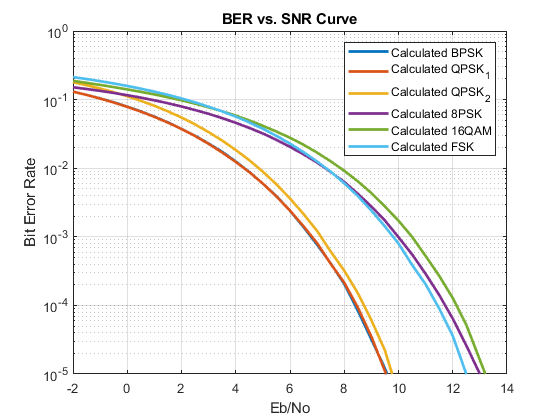 BER vs. SNR Curve
10^0
10^-1
10^-2
10^-3
10^-4
10^-5
Bit Error Rate
Calculated BPSK
Calculated QPSK_1
Calculated QPSK_2
Calculated 8PSK
Calculated 16QAM
Calculated FSK
-2 0 2 4 6 8 10 12 14
Eb/No